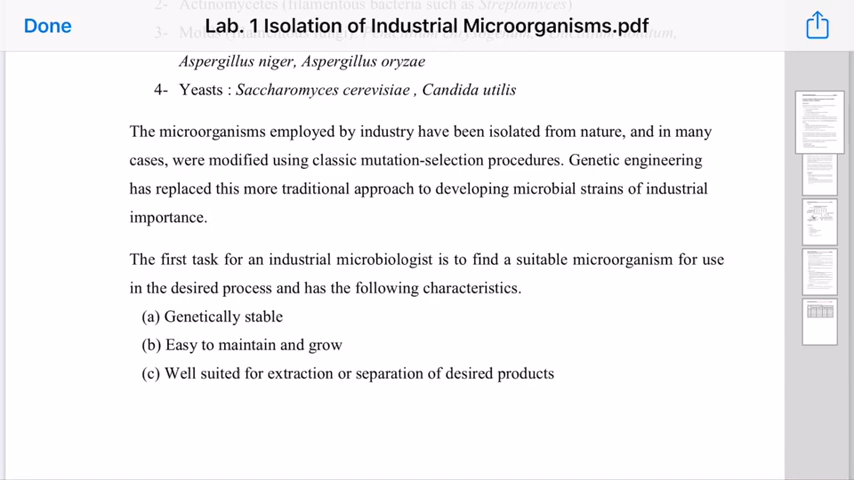 2- Actinomycetes (filamentous bacteria such as Streptomyces)
Done
Lab. 1 Isolation of Industrial Microorganisms.pdf
Aspergillus niger, Aspergillus oryzae
4- Yeasts : Saccharomyces cerevisiae , Candida utilis
The microorganisms employed by industry have been isolated from nature, and in many
cases, were modified using classic mutation-selection procedures. Genetic engineering
has replaced this more traditional approach to developing microbial strains of industrial
importance.
The first task for an industrial microbiologist is to find a suitable microorganism for use
in the desired process and has the following characteristics.
(a) Genetically stable
(b) Easy to maintain and grow
(c) Well suited for extraction or separation of desired products